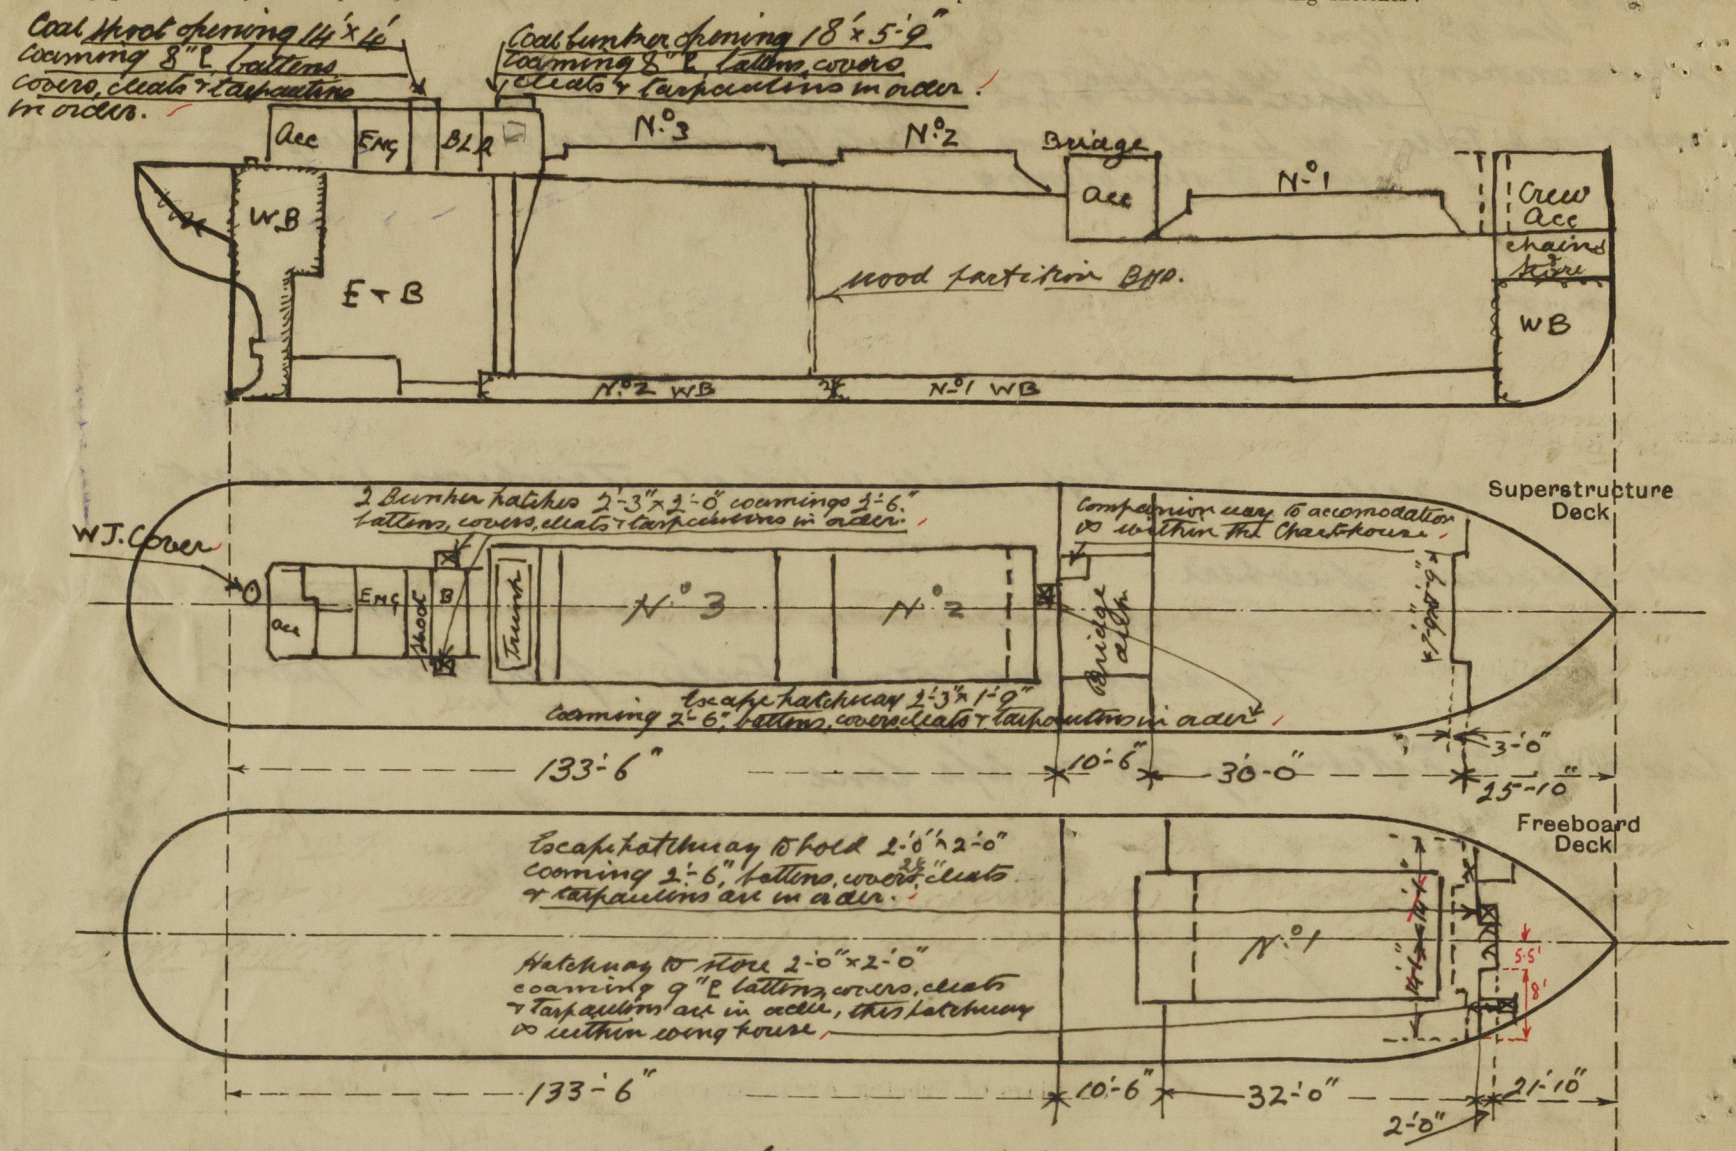 Coal shoot opening 14'×4'
coaming 8" P, battens
covers, cleats & tarpaulins
in order.
Coal bunker opening 18'×5'-9"
coaming 8" P, battens, covers
cleats & tarpaulins in order.
Acc
ENG
BLR
No 3
No 2
Bridge
Acc
No 1
Crew
Acc
chains
&
store
WB
WB
E & B
wood partition BHD.
No 2 WB
No 1 WB
Superstructure
Deck
2 Bunker hatches 2'-3"×2'-0" coamings 2'-6"
battens, covers, cleats & tarpaulins in order.
Companion way to accomodation
is within the Charthouse.
W.T. Cover
acc
ENG
Shoot
B
Trunk
No 3
No 2
Bridge
Escape hatchway 2'-3"×1'-9"
coaming 2'-6", battens, covers cleats & tarpaulins in order
133'-6"
10'-6"
30'-0"
3'-0"
25'-10"
Freeboard
Deck
Escape hatchway to hold 2'-0"×2'-0"
coaming 2'-6", battens, covers, cleats
& tarpaulins are in order.
No 1
5.5'
8'
Hatchway to store 2'-0"×2'-0"
coaming 9" P battens, covers, cleats
& tarpaulins are in order, this hatchway
is within wing house,
133'-6"
10'-6"
32'-0"
2'-0"
21'-10"